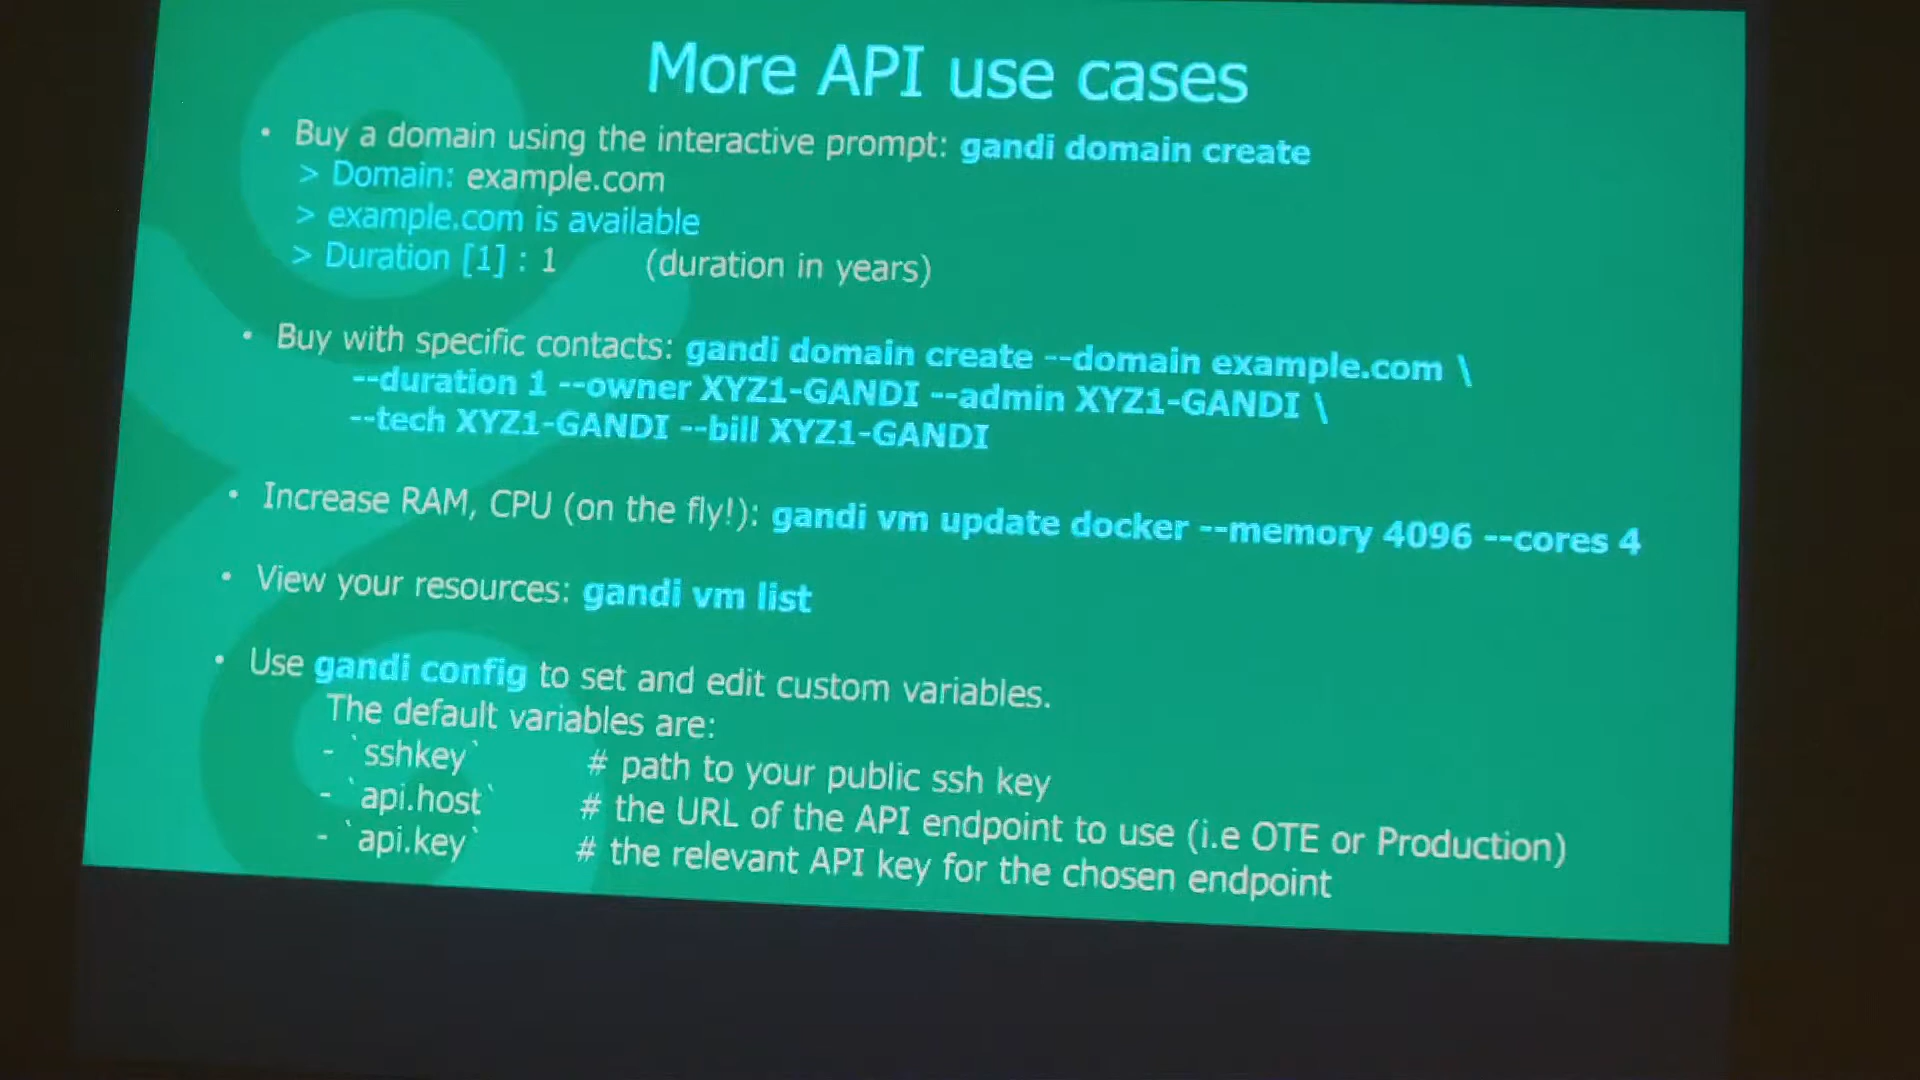 More API use cases
• Buy a domain using the interactive prompt: gandi domain create
> Domain: example.com
> example.com is available
> Duration [1] : 1 (duration in years)
• Buy with specific contacts: gandi domain create --domain example.com \
--duration 1 --owner XYZ1-GANDI --admin XYZ1-GANDI \
--tech XYZ1-GANDI --bill XYZ1-GANDI
• Increase RAM, CPU (on the fly!): gandi vm update docker --memory 4096 --cores 4
• View your resources: gandi vm list
• Use gandi config to set and edit custom variables.
The default variables are:
- `sshkey` # path to your public ssh key
- `api.host` # the URL of the API endpoint to use (i.e OTE or Production)
- `api.key` # the relevant API key for the chosen endpoint